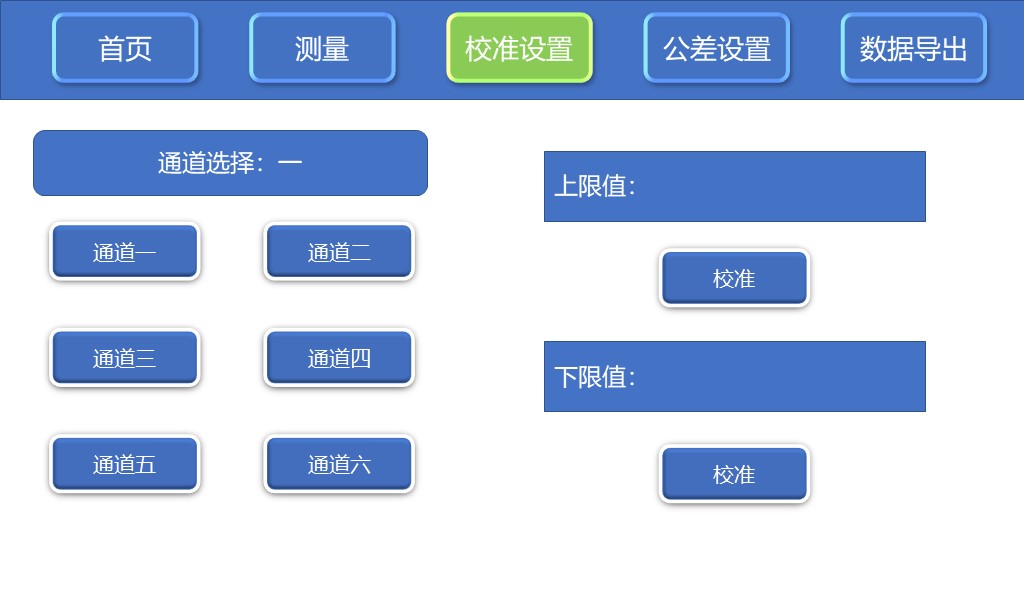 首页
测量
校准设置
公差设置
数据导出
通道选择：一
通道一
通道二
通道三
通道四
通道五
通道六
上限值：
校准
下限值：
校准